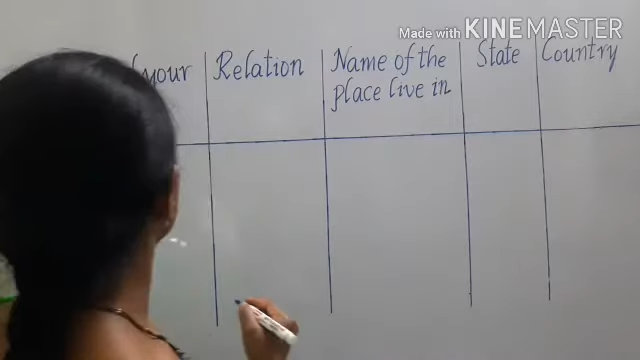 Made with KINEMASTER
your
Relation
Name of the
place live in
State
Country